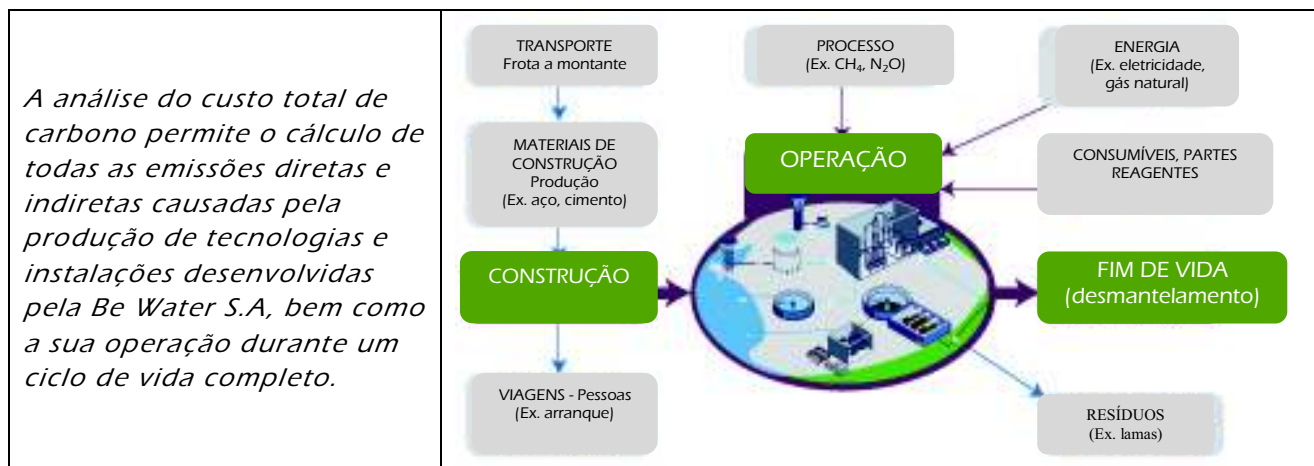 A análise do custo total de
carbono permite o cálculo de
todas as emissões diretas e
indiretas causadas pela
produção de tecnologias e
instalações desenvolvidas
pela Be Water S.A, bem como
a sua operação durante um
ciclo de vida completo.
TRANSPORTE
Frota a montante
MATERIAIS DE
CONSTRUÇÃO
Produção
(Ex. aço, cimento)
CONSTRUÇÃO
VIAGENS - Pessoas
(Ex. arranque)
PROCESSO
(Ex. CH₄, N₂O)
OPERAÇÃO
ENERGIA
(Ex. eletricidade,
gás natural)
CONSUMÍVEIS, PARTES
REAGENTES
FIM DE VIDA
(desmantelamento)
RESÍDUOS
(Ex. lamas)